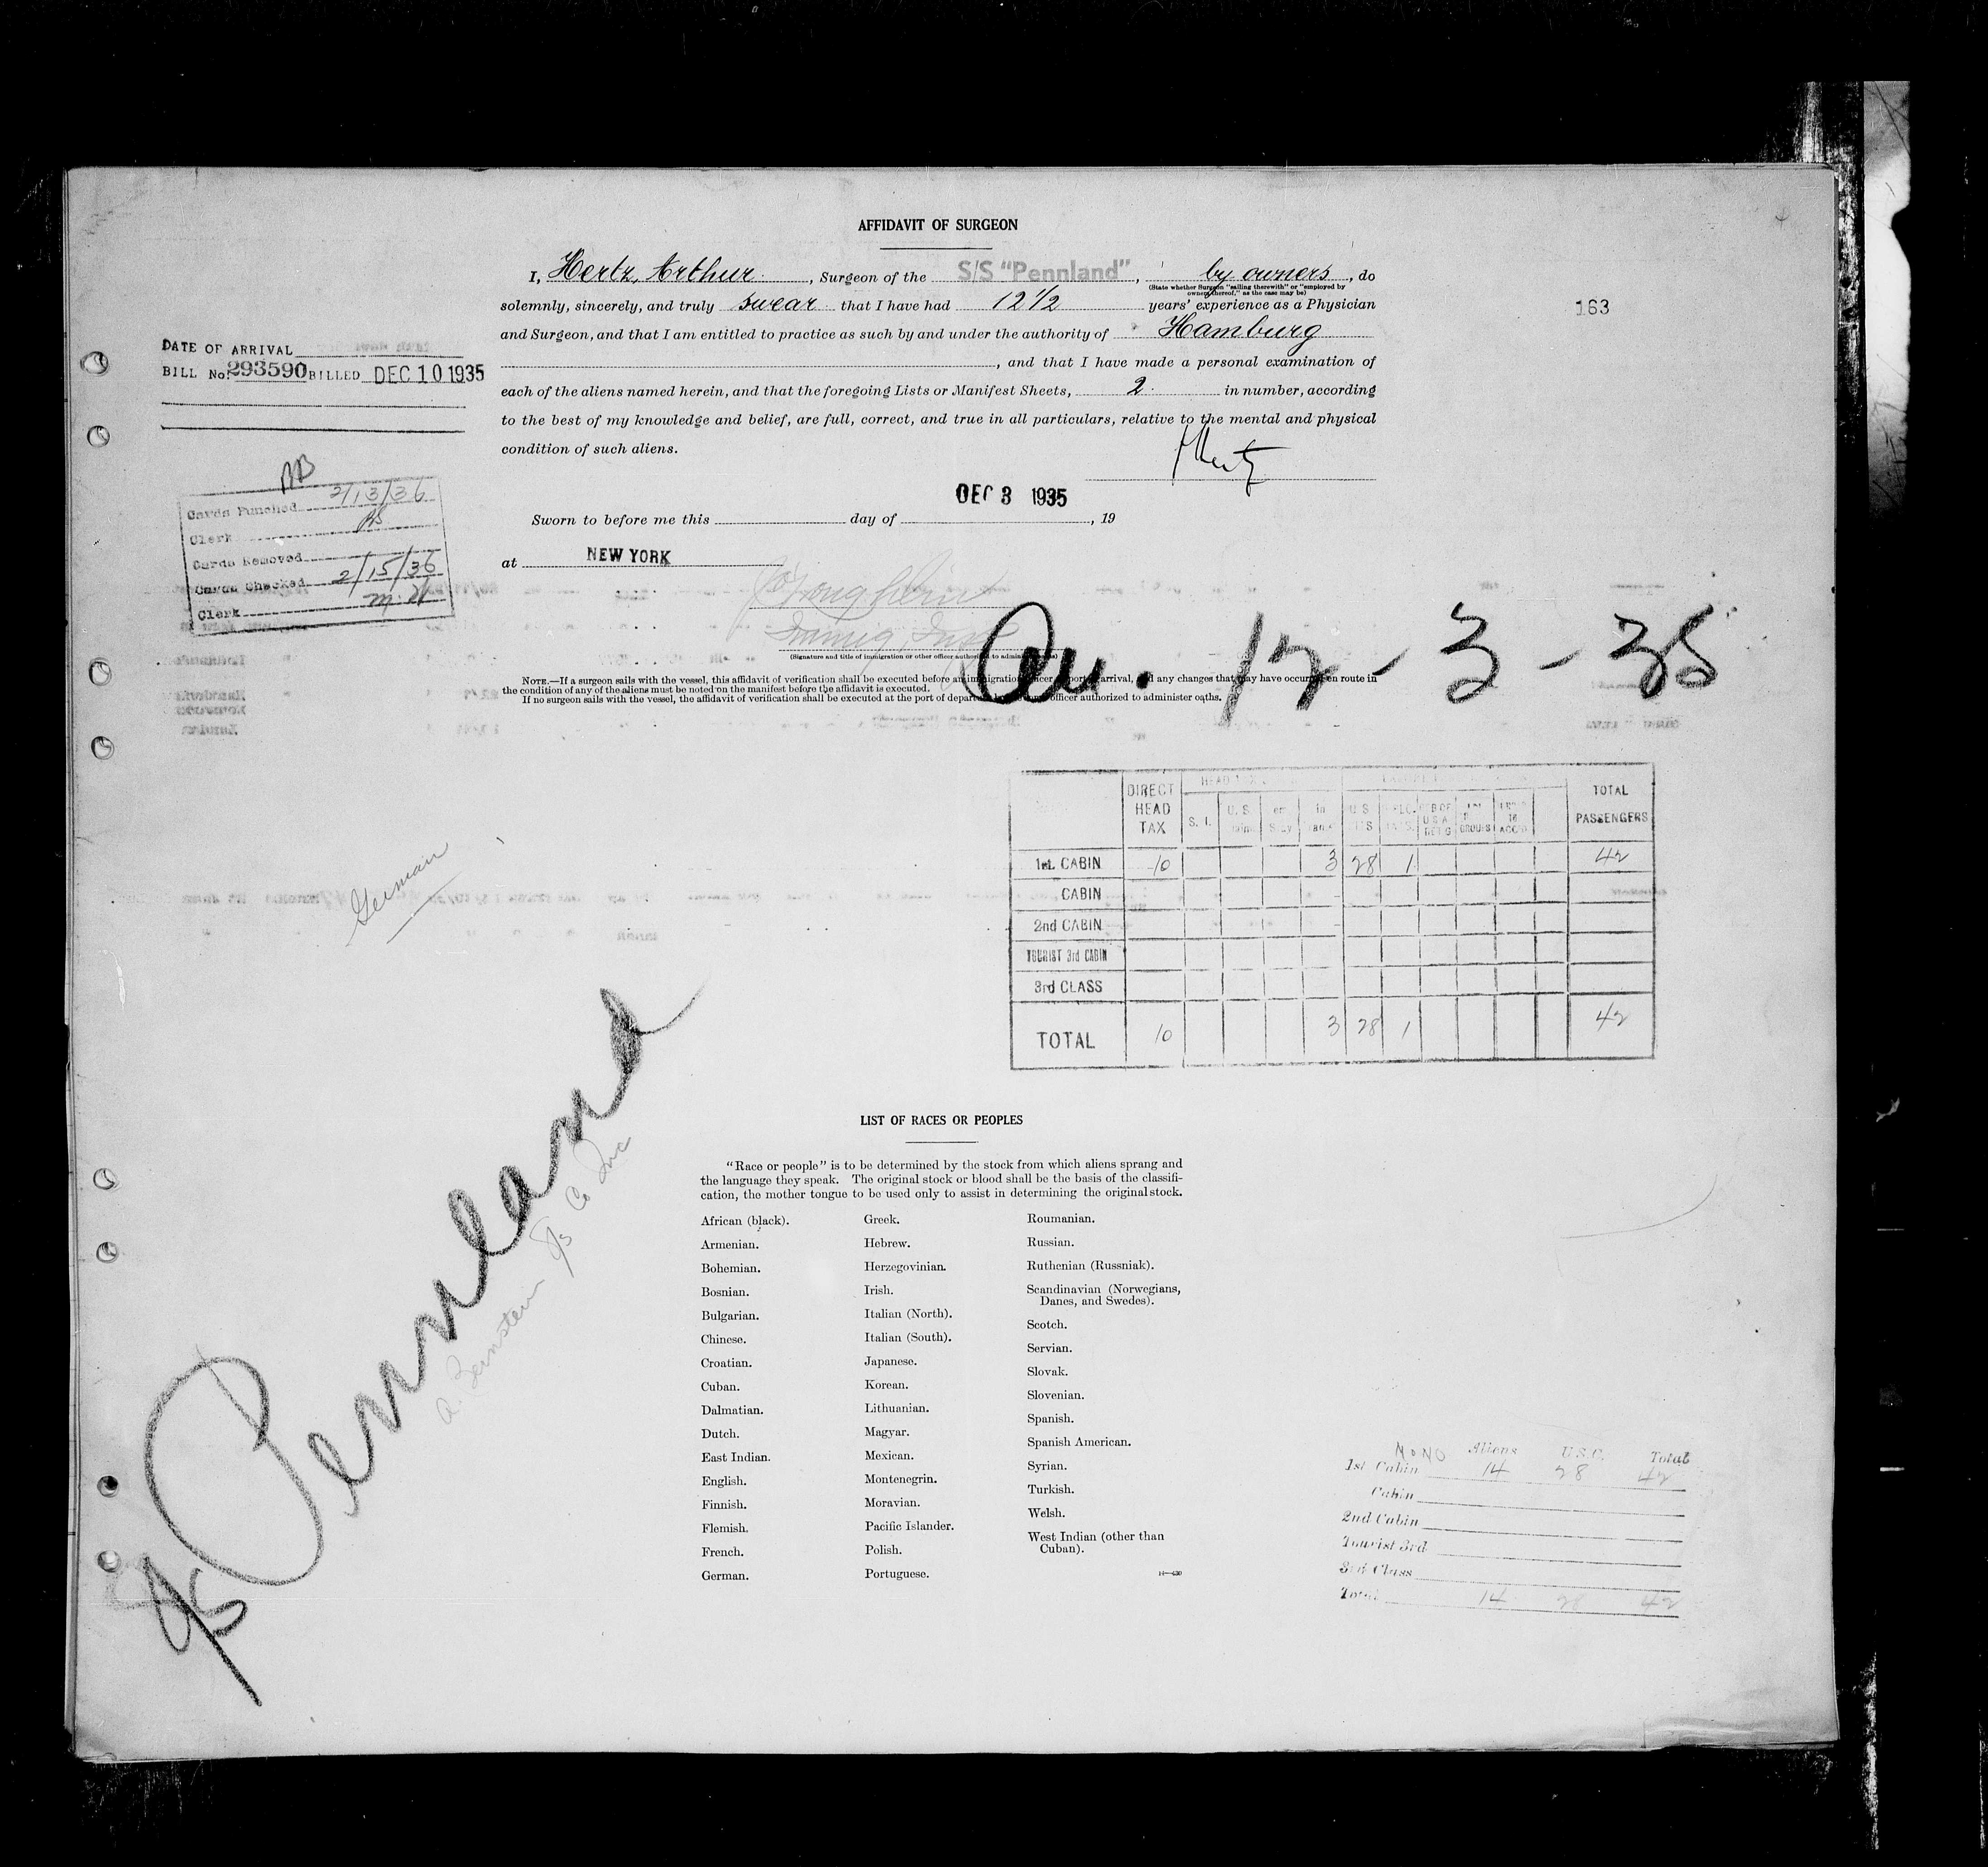 AFFIDAVIT OF SURGEON
I, Hertz, Arthur, Surgeon of the S/S "Pennland", by owners, do
(State whether Surgeon "sailing therewith" or "employed by owners thereof," as the case may be)
solemnly, sincerely, and truly swear that I have had 12 1/2 years' experience as a Physician
163
and Surgeon, and that I am entitled to practice as such by and under the authority of Hamburg
, and that I have made a personal examination of
each of the aliens named herein, and that the foregoing Lists or Manifest Sheets, 2 in number, according
to the best of my knowledge and belief, are full, correct, and true in all particulars, relative to the mental and physical
condition of such aliens.
DATE OF ARRIVAL
BILL No. 293590 BILLED DEC 10 1935
Cards Punched 2/13/36
Clerk
Cards Removed
Cards Checked 2/15/36
Clerk m.H
Hertz
DEC 3 1935
Sworn to before me this day of , 19
at NEW YORK
Immig. Insp
(Signature and title of immigration or other officer authorized to administer oaths)
12-3-35
NOTE.—If a surgeon sails with the vessel, this affidavit of verification shall be executed before an immigration officer port arrival, and any changes that may have occurred en route in
the condition of any of the aliens must be noted on the manifest before the affidavit is executed.
If no surgeon sails with the vessel, the affidavit of verification shall be executed at the port of departure officer authorized to administer oaths.
DIRECT HEAD TAX S. I. U. S. TOTAL PASSENGERS
1st. CABIN 10 3 28 1 42
CABIN
2nd CABIN
TOURIST 3rd CABIN
3rd CLASS
TOTAL 10 3 28 1 42
German
Pennland
A. Bernstein SS Co Inc
LIST OF RACES OR PEOPLES
"Race or people" is to be determined by the stock from which aliens sprang and
the language they speak. The original stock or blood shall be the basis of the classifi-
cation, the mother tongue to be used only to assist in determining the original stock.
African (black).
Armenian.
Bohemian.
Bosnian.
Bulgarian.
Chinese.
Croatian.
Cuban.
Dalmatian.
Dutch.
East Indian.
English.
Finnish.
Flemish.
French.
German.
Greek.
Hebrew.
Herzegovinian.
Irish.
Italian (North).
Italian (South).
Japanese.
Korean.
Lithuanian.
Magyar.
Mexican.
Montenegrin.
Moravian.
Pacific Islander.
Polish.
Portuguese.
Roumanian.
Russian.
Ruthenian (Russniak).
Scandinavian (Norwegians,
Danes, and Swedes).
Scotch.
Servian.
Slovak.
Slovenian.
Spanish.
Spanish American.
Syrian.
Turkish.
Welsh.
West Indian (other than
Cuban).
MONO Aliens U.S.C. Total
1st Cabin 14 28 42
Cabin
2nd Cabin
Tourist 3rd
3rd Class
Total 14 28 42